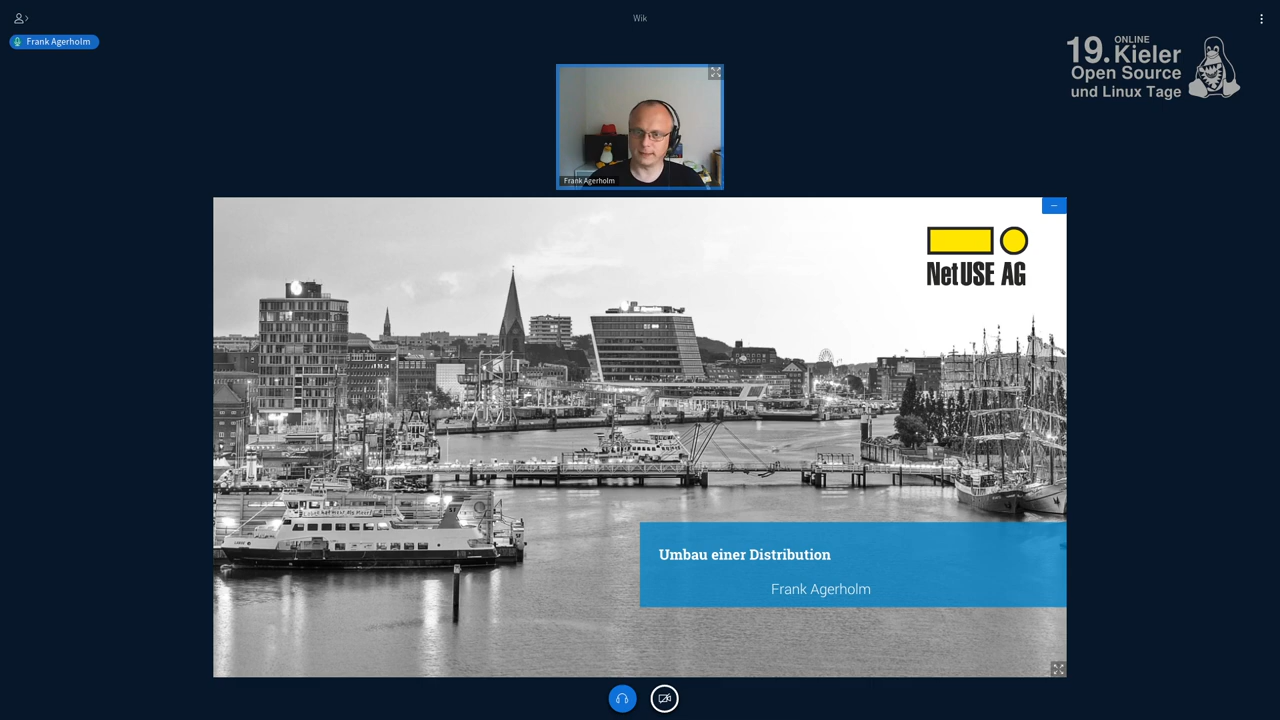 Wik
Frank Agerholm
ONLINE
19. Kieler
Open Source
und Linux Tage
Frank Agerholm
NetUSE AG
Umbau einer Distribution
Frank Agerholm